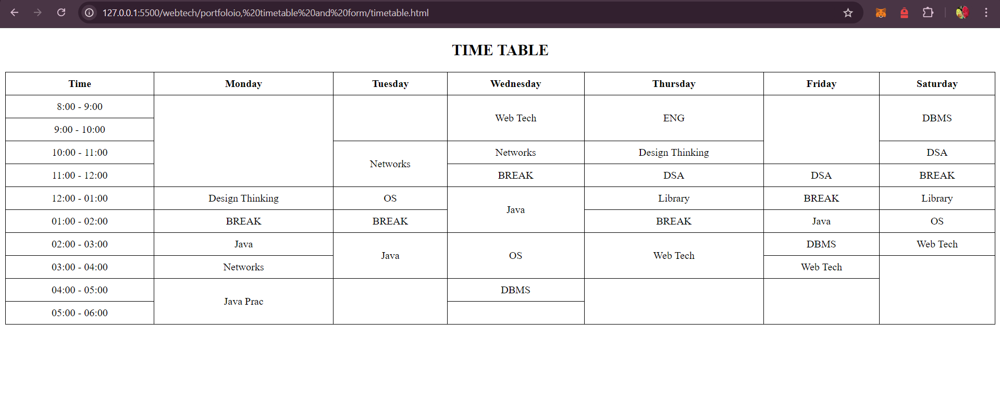 127.0.0.1:5500/webtech/portfoloio,%20timetable%20and%20form/timetable.html
TIME TABLE
Time Monday Tuesday Wednesday Thursday Friday Saturday
8:00 - 9:00
Web Tech ENG DBMS
9:00 - 10:00
10:00 - 11:00 Networks Design Thinking DSA
Networks
11:00 - 12:00 BREAK DSA DSA BREAK
12:00 - 01:00 Design Thinking OS Library BREAK Library
Java
01:00 - 02:00 BREAK BREAK BREAK Java OS
02:00 - 03:00 Java DBMS Web Tech
Java OS Web Tech
03:00 - 04:00 Networks Web Tech
04:00 - 05:00 DBMS
Java Prac
05:00 - 06:00